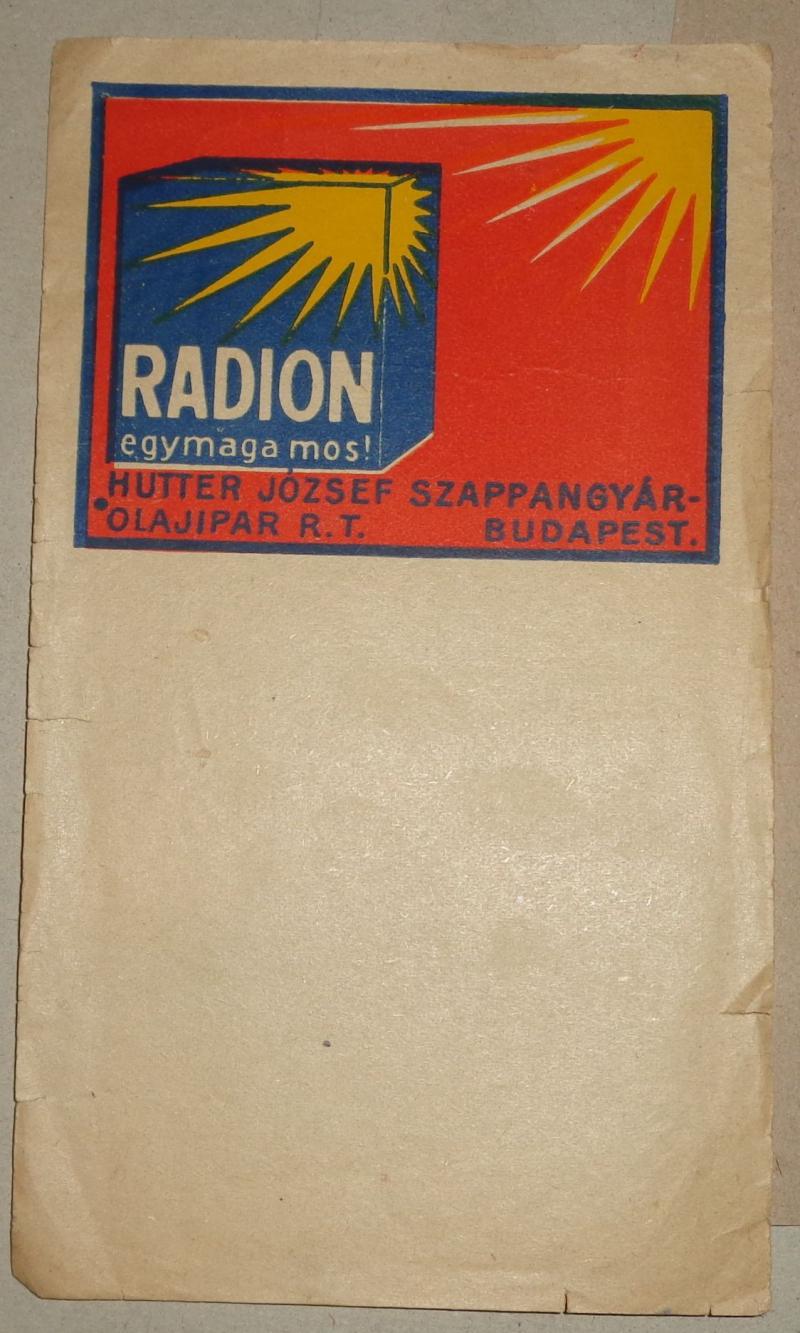 RADION
egymaga mos!
HUTTER JÓZSEF SZAPPANGYÁR-
OLAJIPAR R.T. BUDAPEST.